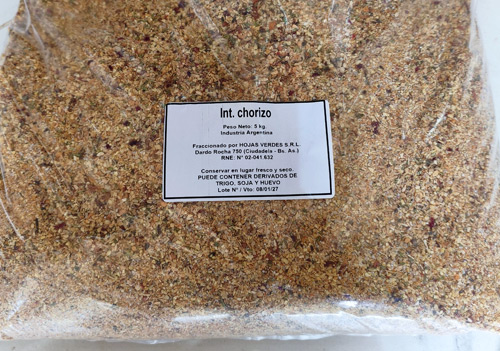 Int. chorizo
Peso Neto: 5 kg.
Industria Argentina
Fraccionado por HOJAS VERDES S.R.L.
Dardo Rocha 750 (Ciudadela - Bs. As.)
RNE: N° 02-041.632
Conservar en lugar fresco y seco.
PUEDE CONTENER DERIVADOS DE
TRIGO, SOJA Y HUEVO
Lote N° / Vto: 08/01/27